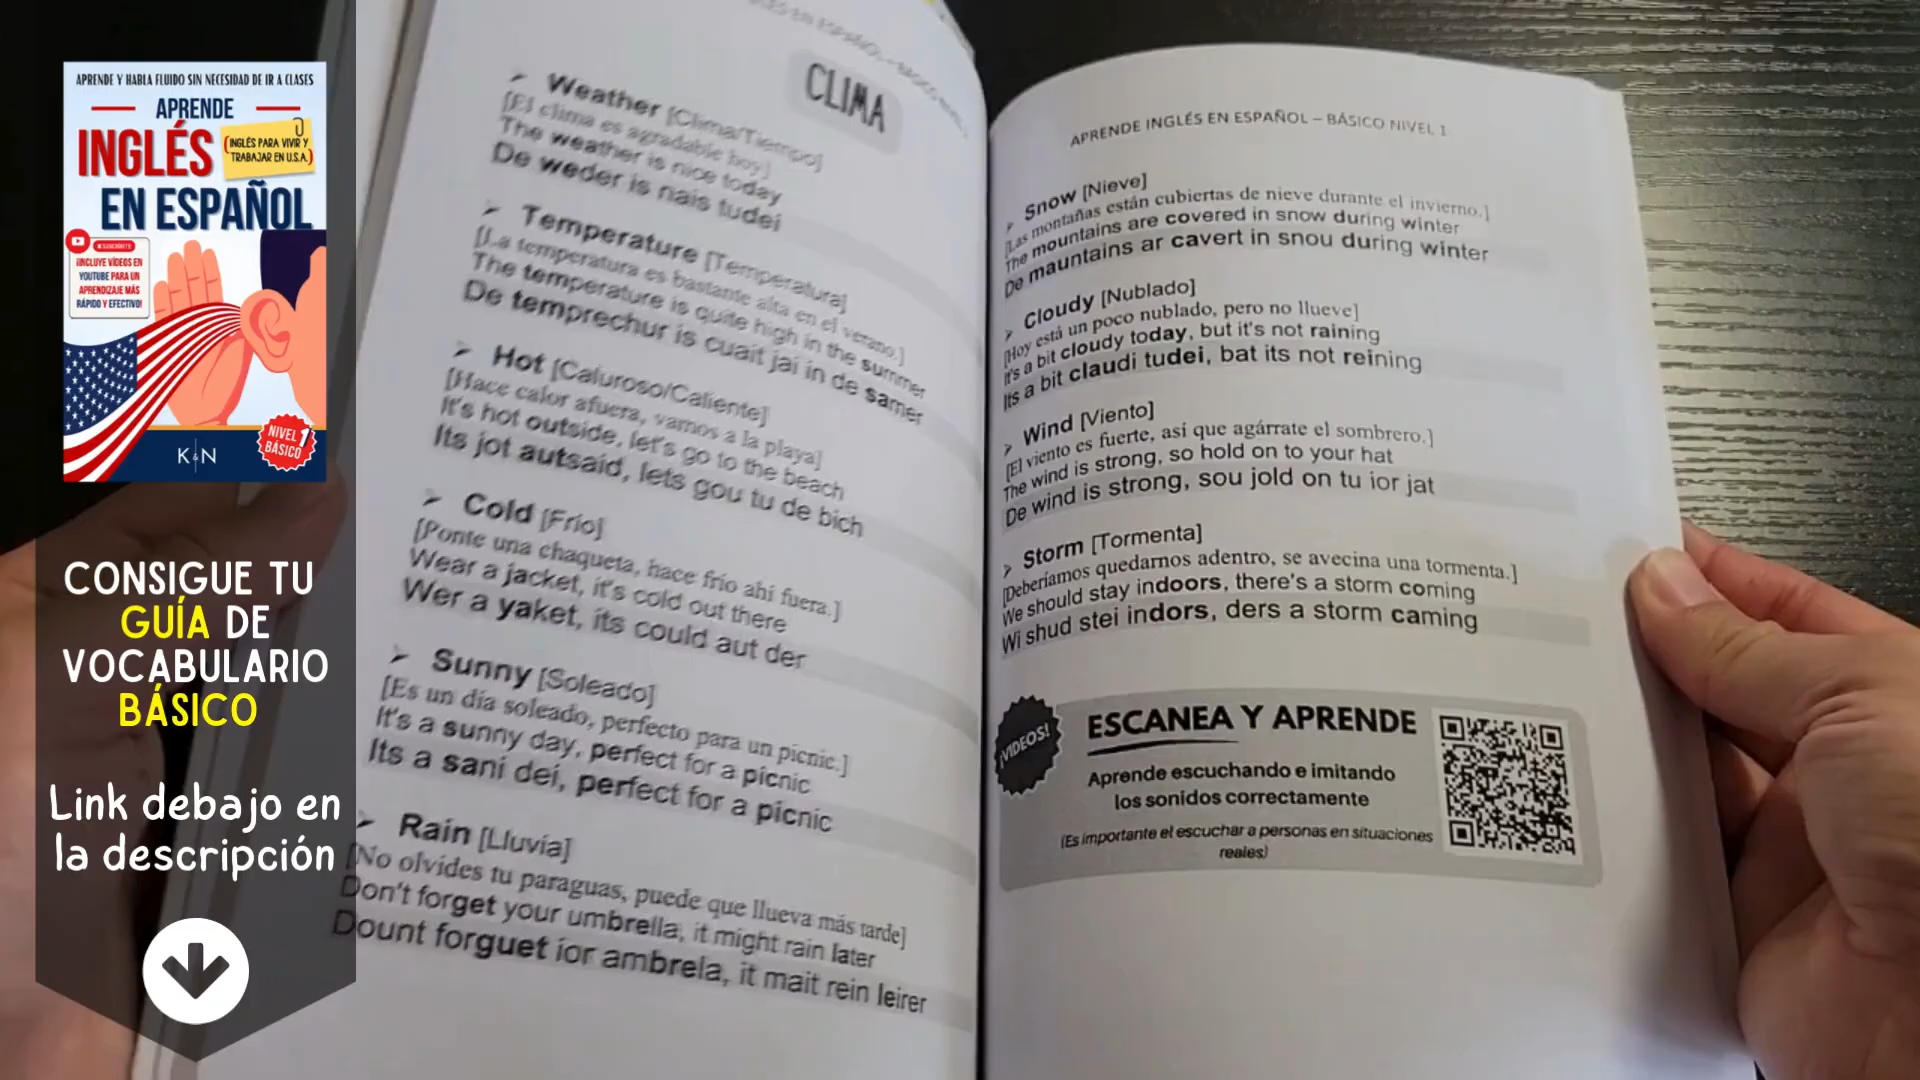 APRENDE Y HABLA FLUIDO SIN NECESIDAD DE IR A CLASES
APRENDE
INGLÉS
(INGLÉS PARA VIVIR Y
TRABAJAR EN U.S.A.)
EN ESPAÑOL
SUSCRÍBETE
¡INCLUYE VÍDEOS EN
YOUTUBE PARA UN
APRENDIZAJE MÁS
RÁPIDO Y EFECTIVO!
NIVEL 1
BÁSICO
K&N
CONSIGUE TU
GUÍA DE
VOCABULARIO
BÁSICO
Link debajo en
la descripción
INGLÉS EN ESPAÑOL – BÁSICO NIVEL 1
CLIMA
➤ Weather [Clima/Tiempo]
[El clima es agradable hoy]
The weather is nice today
De weder is nais tudei
➤ Temperature [Temperatura]
[La temperatura es bastante alta en el verano.]
The temperature is quite high in the summer
De temprechur is cuait jai in de samer
➤ Hot [Caluroso/Caliente]
[Hace calor afuera, vamos a la playa]
It's hot outside, let's go to the beach
Its jot autsaid, lets gou tu de bich
➤ Cold [Frío]
[Ponte una chaqueta, hace frío ahí fuera.]
Wear a jacket, it's cold out there
Wer a yaket, its could aut der
➤ Sunny [Soleado]
[Es un día soleado, perfecto para un picnic.]
It's a sunny day, perfect for a picnic
Its a sani dei, perfect for a picnic
➤ Rain [Lluvia]
[No olvides tu paraguas, puede que llueva más tarde]
Don't forget your umbrella, it might rain later
Dount forguet ior ambrela, it mait rein leirer
APRENDE INGLÉS EN ESPAÑOL – BÁSICO NIVEL 1
➤ Snow [Nieve]
[Las montañas están cubiertas de nieve durante el invierno.]
The mountains are covered in snow during winter
De mauntains ar cavert in snou during winter
➤ Cloudy [Nublado]
[Hoy está un poco nublado, pero no llueve]
It's a bit cloudy today, but it's not raining
Its a bit claudi tudei, bat its not reining
➤ Wind [Viento]
[El viento es fuerte, así que agárrate el sombrero.]
The wind is strong, so hold on to your hat
De wind is strong, sou jold on tu ior jat
➤ Storm [Tormenta]
[Deberíamos quedarnos adentro, se avecina una tormenta.]
We should stay indoors, there's a storm coming
Wi shud stei indors, ders a storm caming
¡VIDEOS!
ESCANEA Y APRENDE
Aprende escuchando e imitando
los sonidos correctamente
(Es importante el escuchar a personas en situaciones
reales)